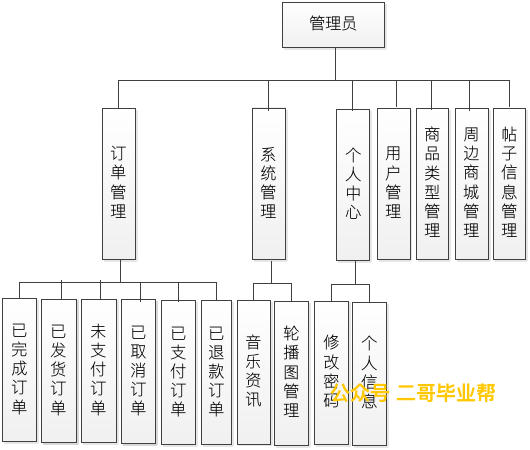 管理员
订单管理
系统管理
个人中心
用户管理
商品类型管理
周边商城管理
帖子信息管理
已完成订单
已发货订单
未支付订单
已取消订单
已支付订单
已退款订单
音乐资讯
轮播图管理
修改密码
个人信息
公众号 二哥毕业帮